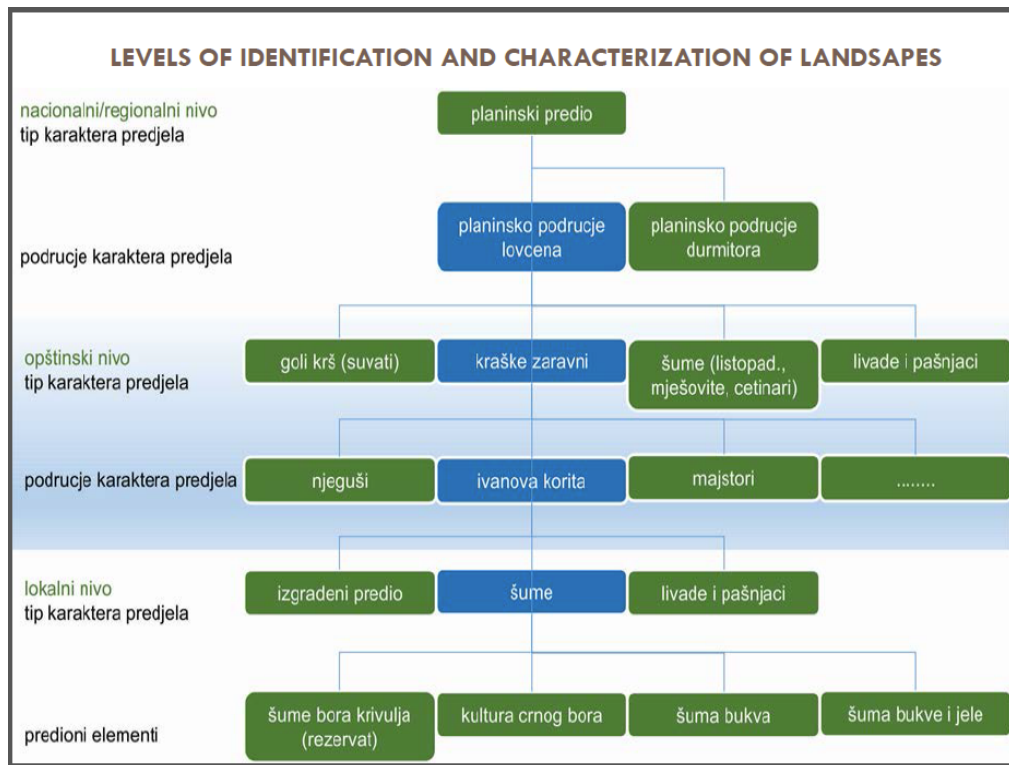 LEVELS OF IDENTIFICATION AND CHARACTERIZATION OF LANDSAPES
nacionalni/regionalni nivo
tip karaktera predjela
planinski predio
podrucje karaktera predjela
planinsko podrucje
lovcena
planinsko podrucje
durmitora
opštinski nivo
tip karaktera predjela
goli krš (suvati)
kraške zaravni
šume (listopad.,
mješovite, cetinari)
livade i pašnjaci
podrucje karaktera predjela
njeguši
ivanova korita
majstori
........
lokalni nivo
tip karaktera predjela
izgradeni predio
šume
livade i pašnjaci
predioni elementi
šume bora krivulja
(rezervat)
kultura crnog bora
šuma bukva
šuma bukve i jele